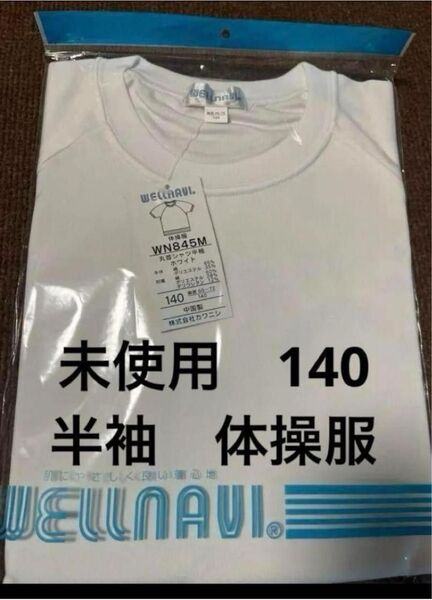 WELLNAVI.
WELLNAVI.
体操服
WN845M
丸首シャツ半袖
ホワイト
140
140
中国製
株式会社カワニシ
未使用 140
半袖 体操服
WELLNAVI.®